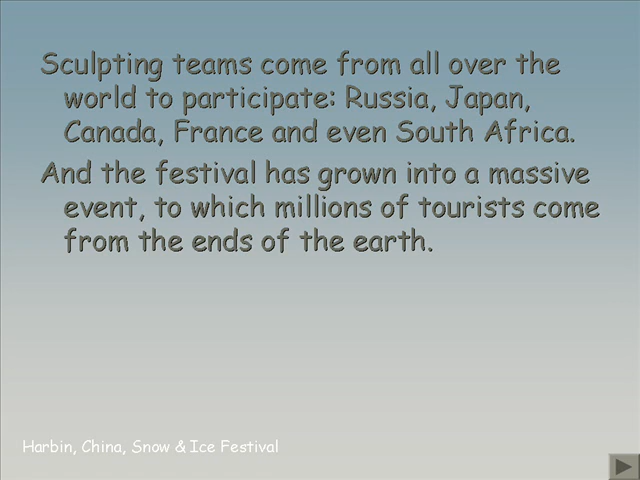 Sculpting teams come from all over the
world to participate: Russia, Japan,
Canada, France and even South Africa.
And the festival has grown into a massive
event, to which millions of tourists come
from the ends of the earth.
Harbin, China, Snow & Ice Festival